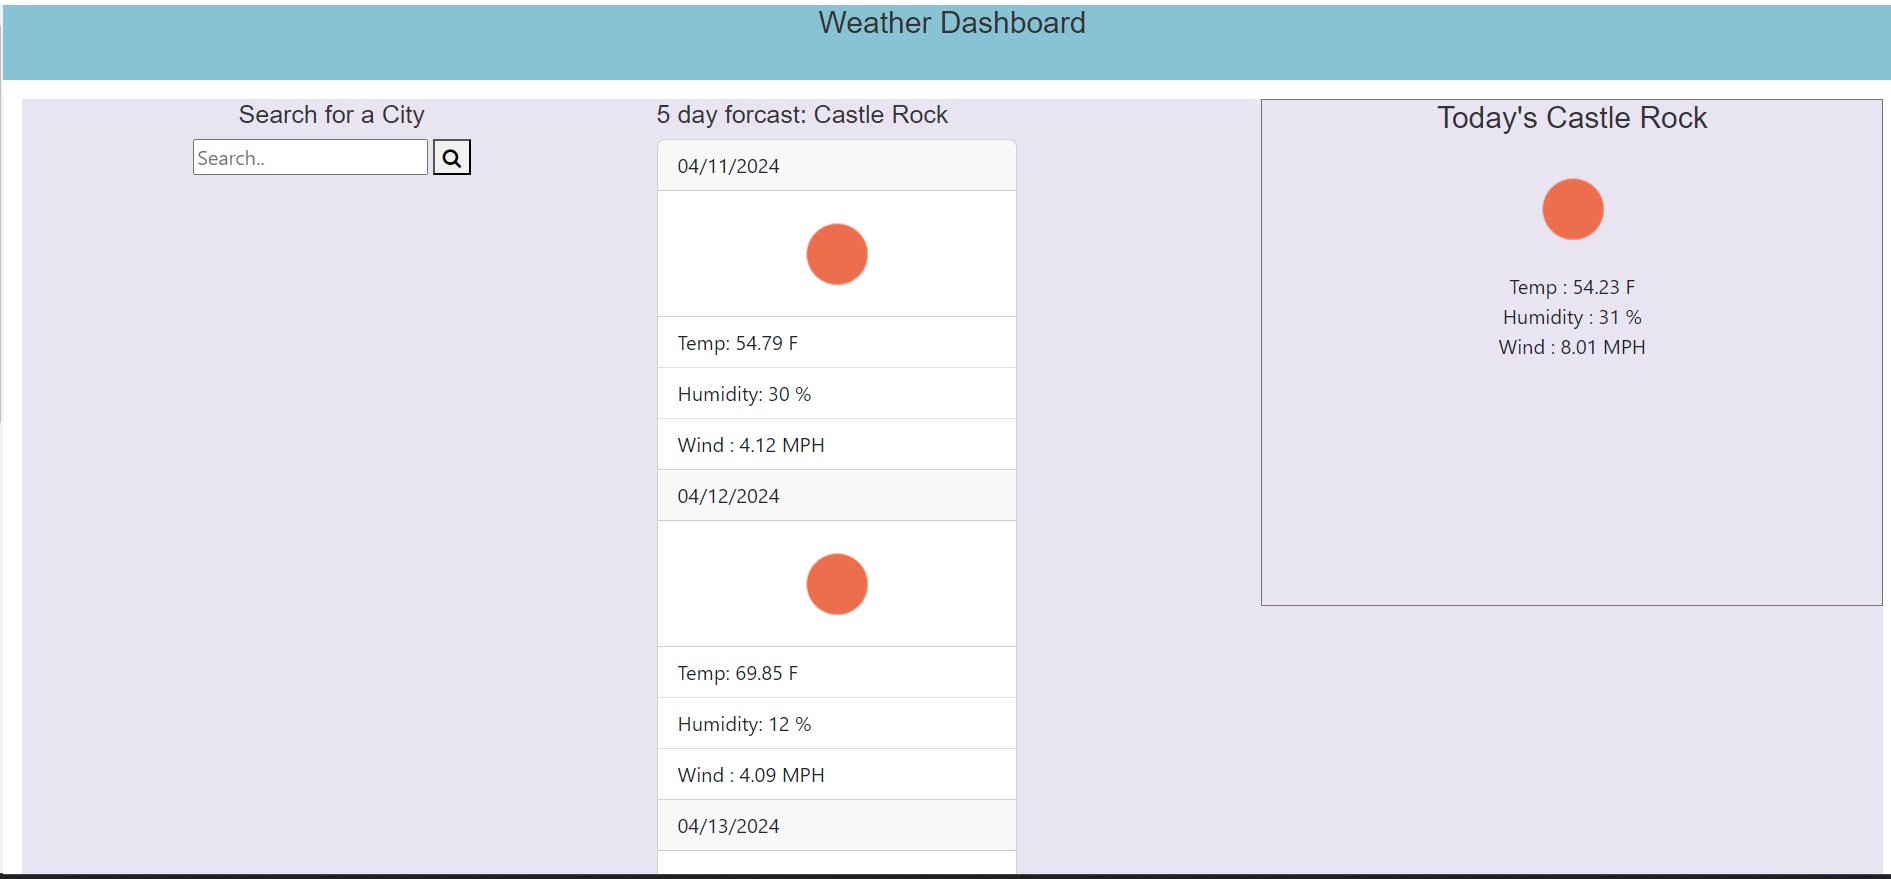 Weather Dashboard
Search for a City
Search..
5 day forcast: Castle Rock
04/11/2024
Temp: 54.79 F
Humidity: 30 %
Wind : 4.12 MPH
04/12/2024
Temp: 69.85 F
Humidity: 12 %
Wind : 4.09 MPH
04/13/2024
Today's Castle Rock
Temp : 54.23 F
Humidity : 31 %
Wind : 8.01 MPH